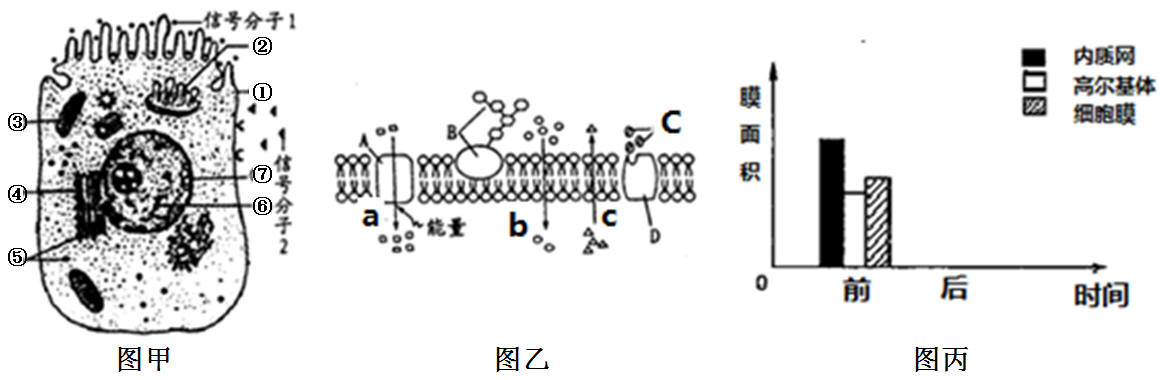 信号分子1
②
①
③
④
⑦
⑥
⑤
信号分子2
图甲
A
B
C
D
a
能量
b
c
图乙
膜面积
内质网
高尔基体
细胞膜
0
前
后
时间
图丙